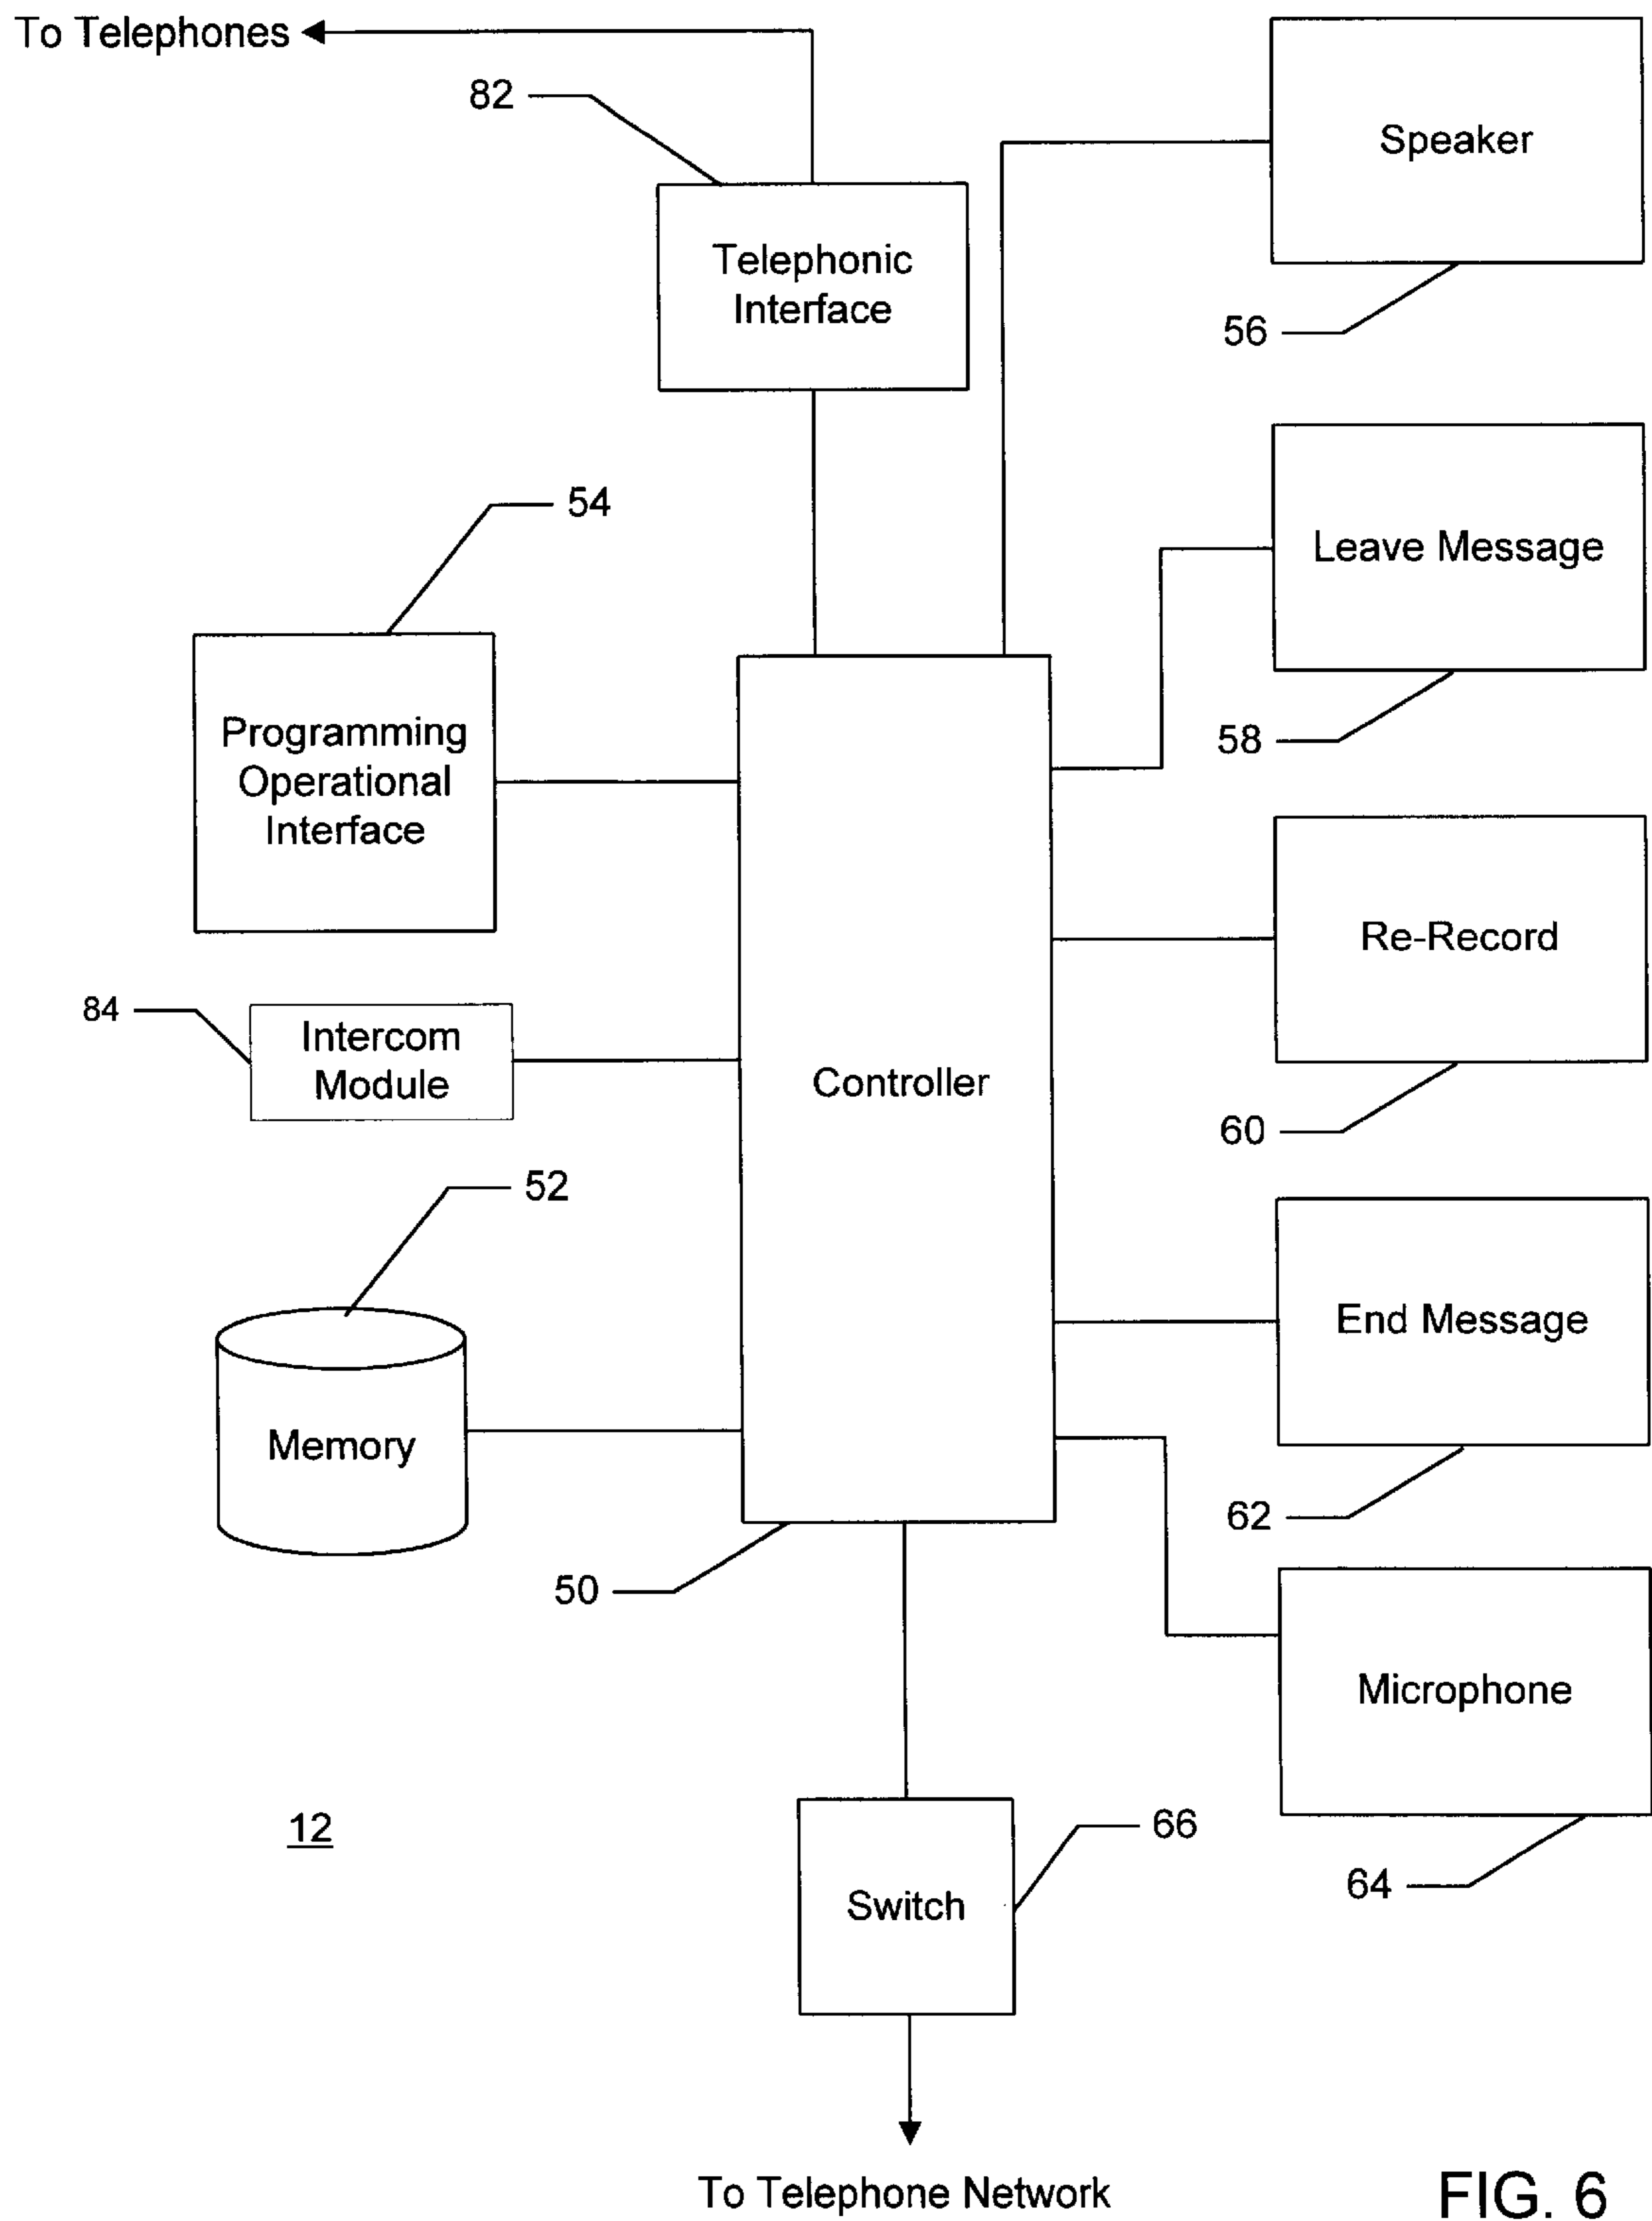 To Telephones
82
Speaker
Telephonic
Interface
56
54
Leave Message
Programming
Operational
Interface
58
Re-Record
84
Intercom
Module
Controller
60
52
End Message
Memory
62
50
Microphone
12
66
Switch
64
To Telephone Network
FIG. 6